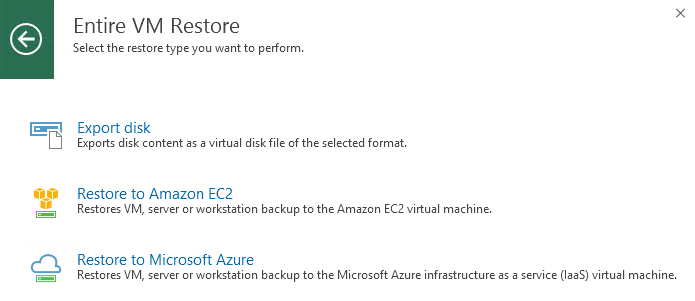 Entire VM Restore
Select the restore type you want to perform.
Export disk
Exports disk content as a virtual disk file of the selected format.
Restore to Amazon EC2
Restores VM, server or workstation backup to the Amazon EC2 virtual machine.
Restore to Microsoft Azure
Restores VM, server or workstation backup to the Microsoft Azure infrastructure as a service (IaaS) virtual machine.